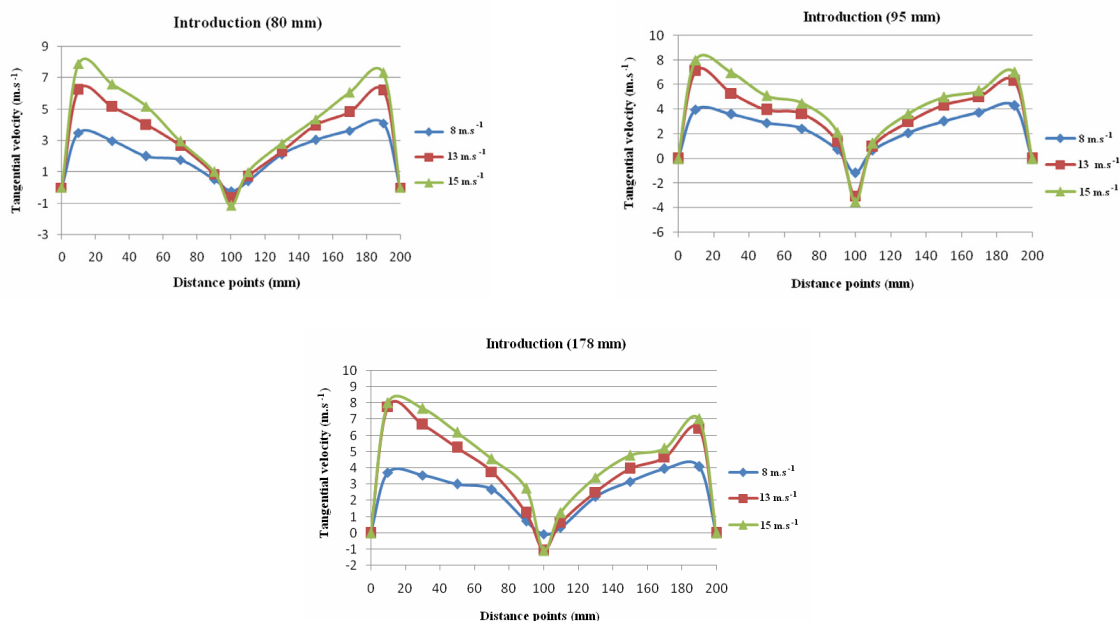 Introduction (80 mm)
Tangential velocity (m.s⁻¹)
9
7
5
3
1
-1
-3
0 20 40 60 80 100 120 140 160 180 200
Distance points (mm)
8 m.s⁻¹
13 m.s⁻¹
15 m.s⁻¹
Introduction (95 mm)
Tangential velocity (m.s⁻¹)
10
8
6
4
2
0
-2
-4
-6
0 20 40 60 80 100 120 140 160 180 200
Distance points (mm)
8 m.s⁻¹
13 m.s⁻¹
15 m.s⁻¹
Introduction (178 mm)
Tangential velocity (m.s⁻¹)
10
9
8
7
6
5
4
3
2
1
0
-1
-2
0 20 40 60 80 100 120 140 160 180 200
Distance points (mm)
8 m.s⁻¹
13 m.s⁻¹
15 m.s⁻¹